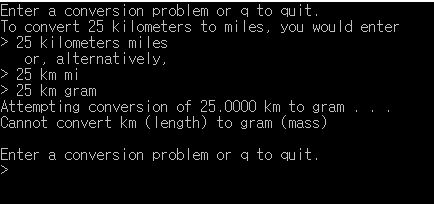 Enter a conversion problem or q to quit.
To convert 25 kilometers to miles, you would enter
> 25 kilometers miles
or, alternatively,
> 25 km mi
> 25 km gram
Attempting conversion of 25.0000 km to gram . . .
Cannot convert km (length) to gram (mass)
Enter a conversion problem or q to quit.
>